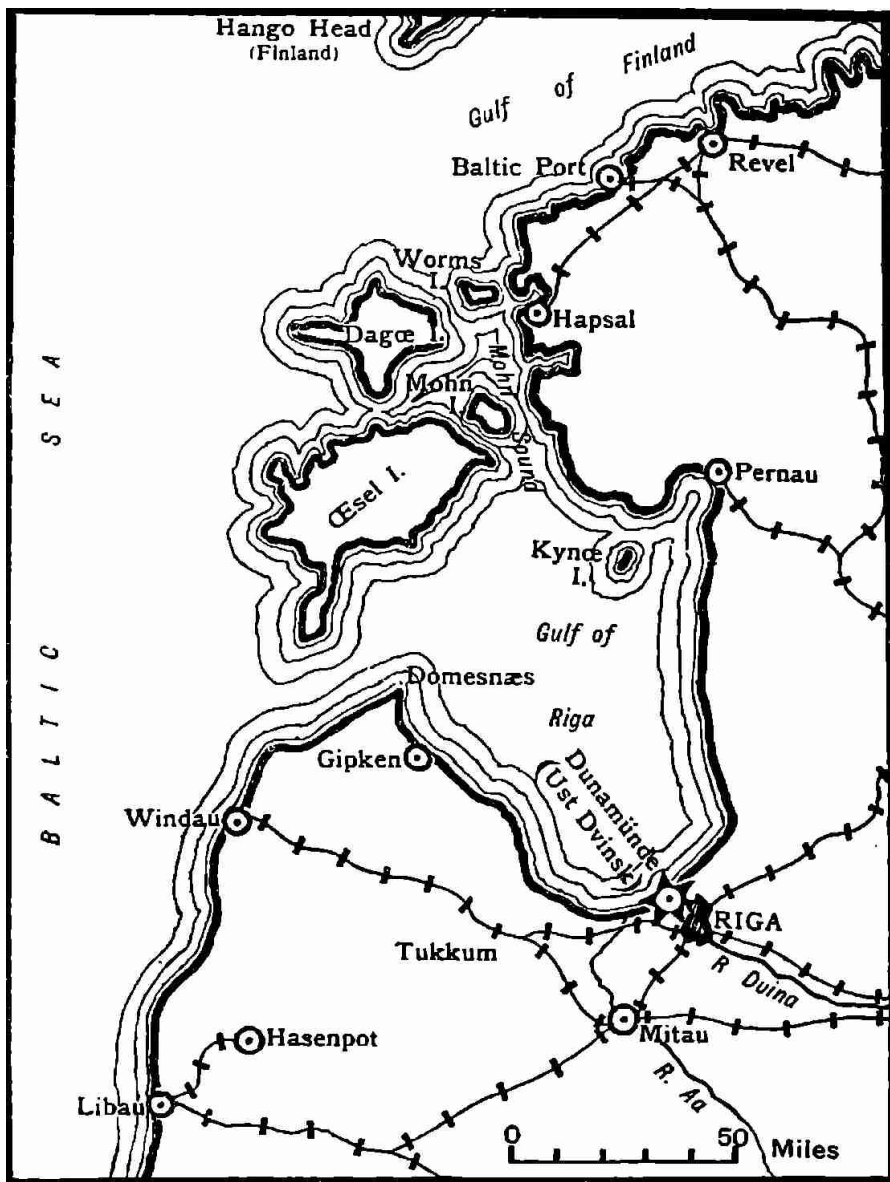 Hango Head
(Finland)
Gulf of Finland
Baltic Port
Revel
Worms
I.
Hapsal
Dagœ I.
Mohn
I.
Mohn Sound
Œsel I.
Pernau
Kynœ
I.
BALTIC SEA
Gulf of
Riga
Domesnæs
Gipken
Windau
Dunamünde
(Ust Dvinsk)
RIGA
Tukkum
R Duina
Mitau
Hasenpot
R. Aa
Libau
0 50 Miles